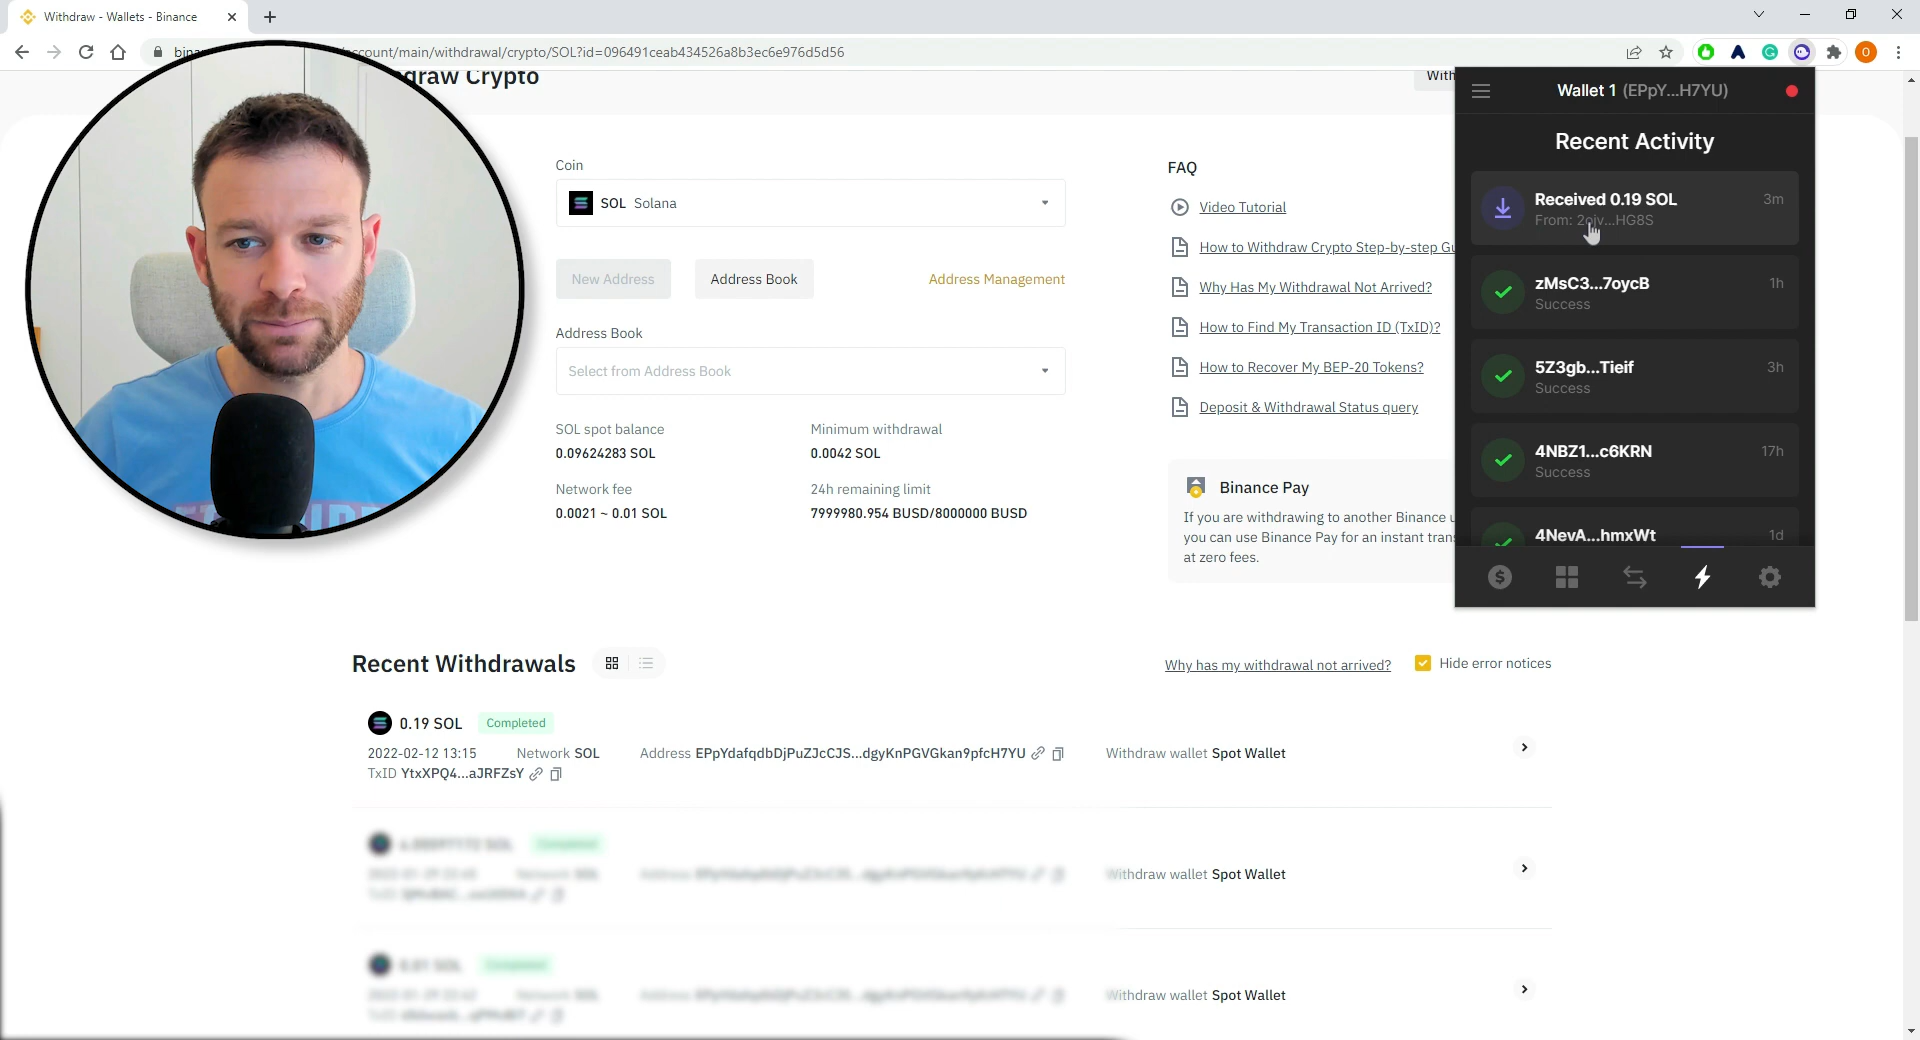 Withdraw - Wallets - Binance
ccount/main/withdrawal/crypto/SOL?id=096491ceab434526a8b3ec6e976d5d56
O
draw Crypto
Coin
SOL Solana
New Address
Address Book
Address Management
Address Book
Select from Address Book
SOL spot balance
Minimum withdrawal
0.09624283 SOL
0.0042 SOL
Network fee
24h remaining limit
0.0021 ~ 0.01 SOL
7999980.954 BUSD/8000000 BUSD
FAQ
Video Tutorial
How to Withdraw Crypto Step-by-step Gu
Why Has My Withdrawal Not Arrived?
How to Find My Transaction ID (TxID)?
How to Recover My BEP-20 Tokens?
Deposit & Withdrawal Status query
Binance Pay
If you are withdrawing to another Binance u
you can use Binance Pay for an instant tran
at zero fees.
With
Wallet 1 (EPpY...H7YU)
Recent Activity
Received 0.19 SOL
3m
From: 2ojv...HG8S
zMsC3...7oycB
1h
Success
5Z3gb...Tieif
3h
Success
4NBZ1...c6KRN
17h
Success
4NevA...hmxWt
1d
Recent Withdrawals
Why has my withdrawal not arrived?
Hide error notices
0.19 SOL Completed
2022-02-12 13:15 Network SOL Address EPpYdafqdbDjPuZJcCJS...dgyKnPGVGkan9pfcH7YU Withdraw wallet Spot Wallet
TxID YtxXPQ4...aJRFZsY
Withdraw wallet Spot Wallet
Withdraw wallet Spot Wallet